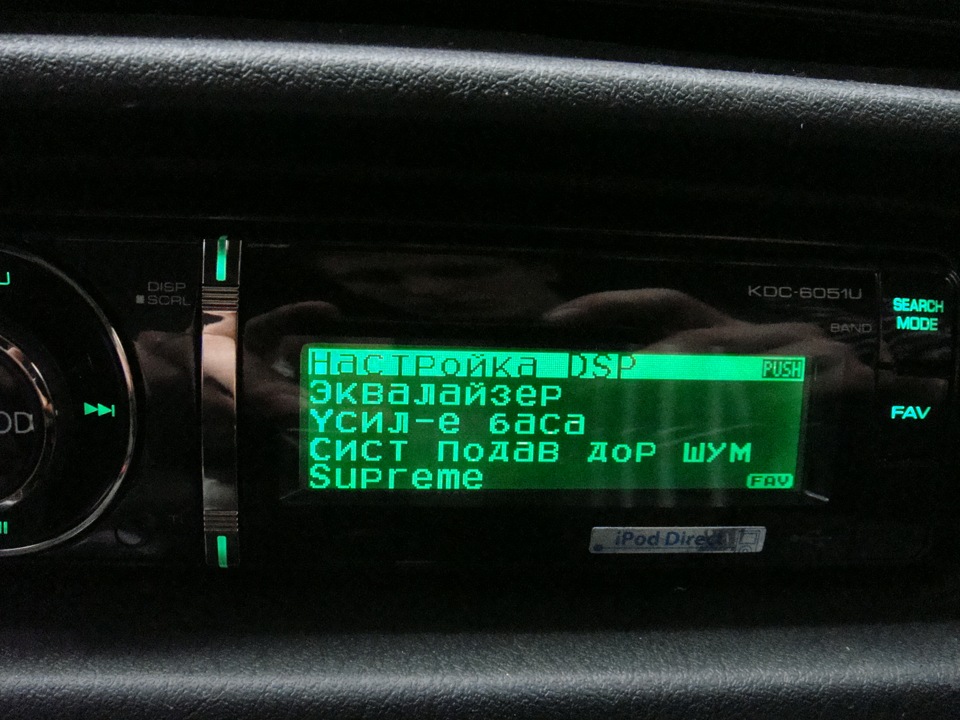 DISP
SCRL
KDC-6051U
BAND
SEARCH
MODE
FAV
OD
Настройка DSP PUSH
Эквалайзер
Усил-е баса
Сист подав дор шум
Supreme FAV
iPod Direct